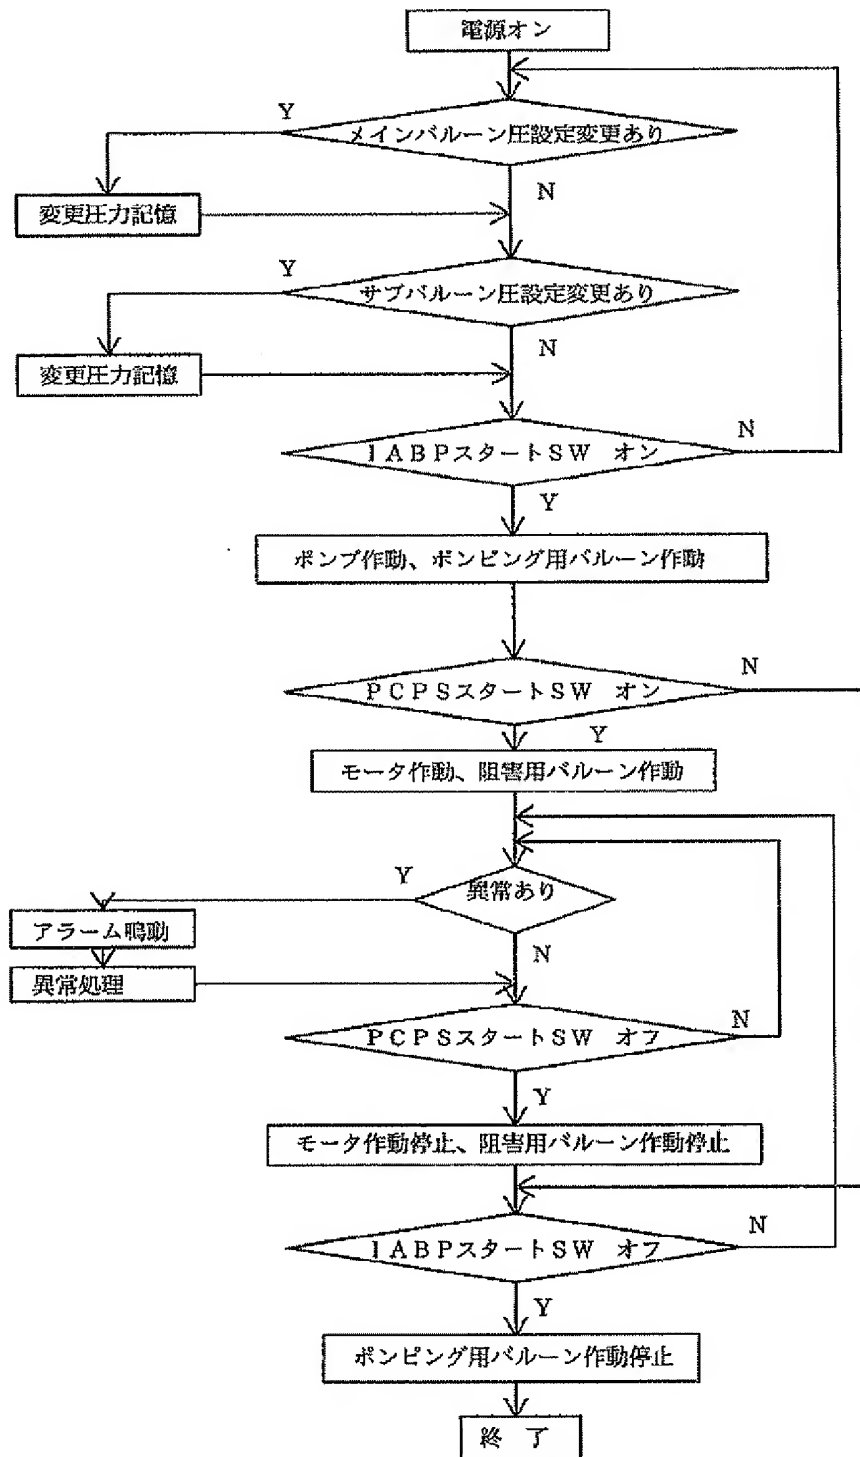 電源オン
Y
メインバルーン圧設定変更あり
N
変更圧力記憶
Y
サブバルーン圧設定変更あり
N
変更圧力記憶
IABPスタートSW オン
N
Y
ポンプ作動、ポンピング用バルーン作動
N
PCPSスタートSW オン
Y
モータ作動、阻害用バルーン作動
Y
異常あり
アラーム鳴動
N
異常処理
PCPSスタートSW オフ
N
Y
モータ作動停止、阻害用バルーン作動停止
N
IABPスタートSW オフ
Y
ポンピング用バルーン作動停止
終 了